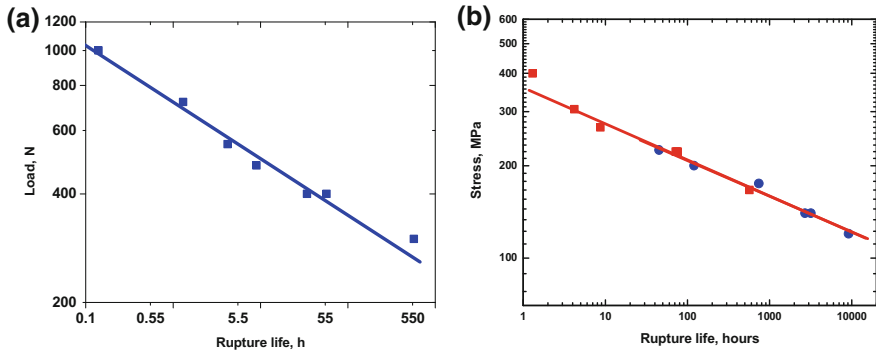 (a)
1200
1000
800
600
400
200
Load, N
0.1 0.55 5.5 55 550
Rupture life, h
(b)
600
400
300
200
100
Stress, MPa
1 10 100 1000 10000
Rupture life, hours